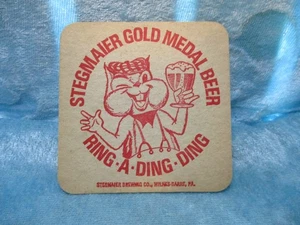 STEGMAIER GOLD MEDAL BEER
RING·A·DING·DING
STEGMAIER BREWING CO., WILKES-BARRE, PA.